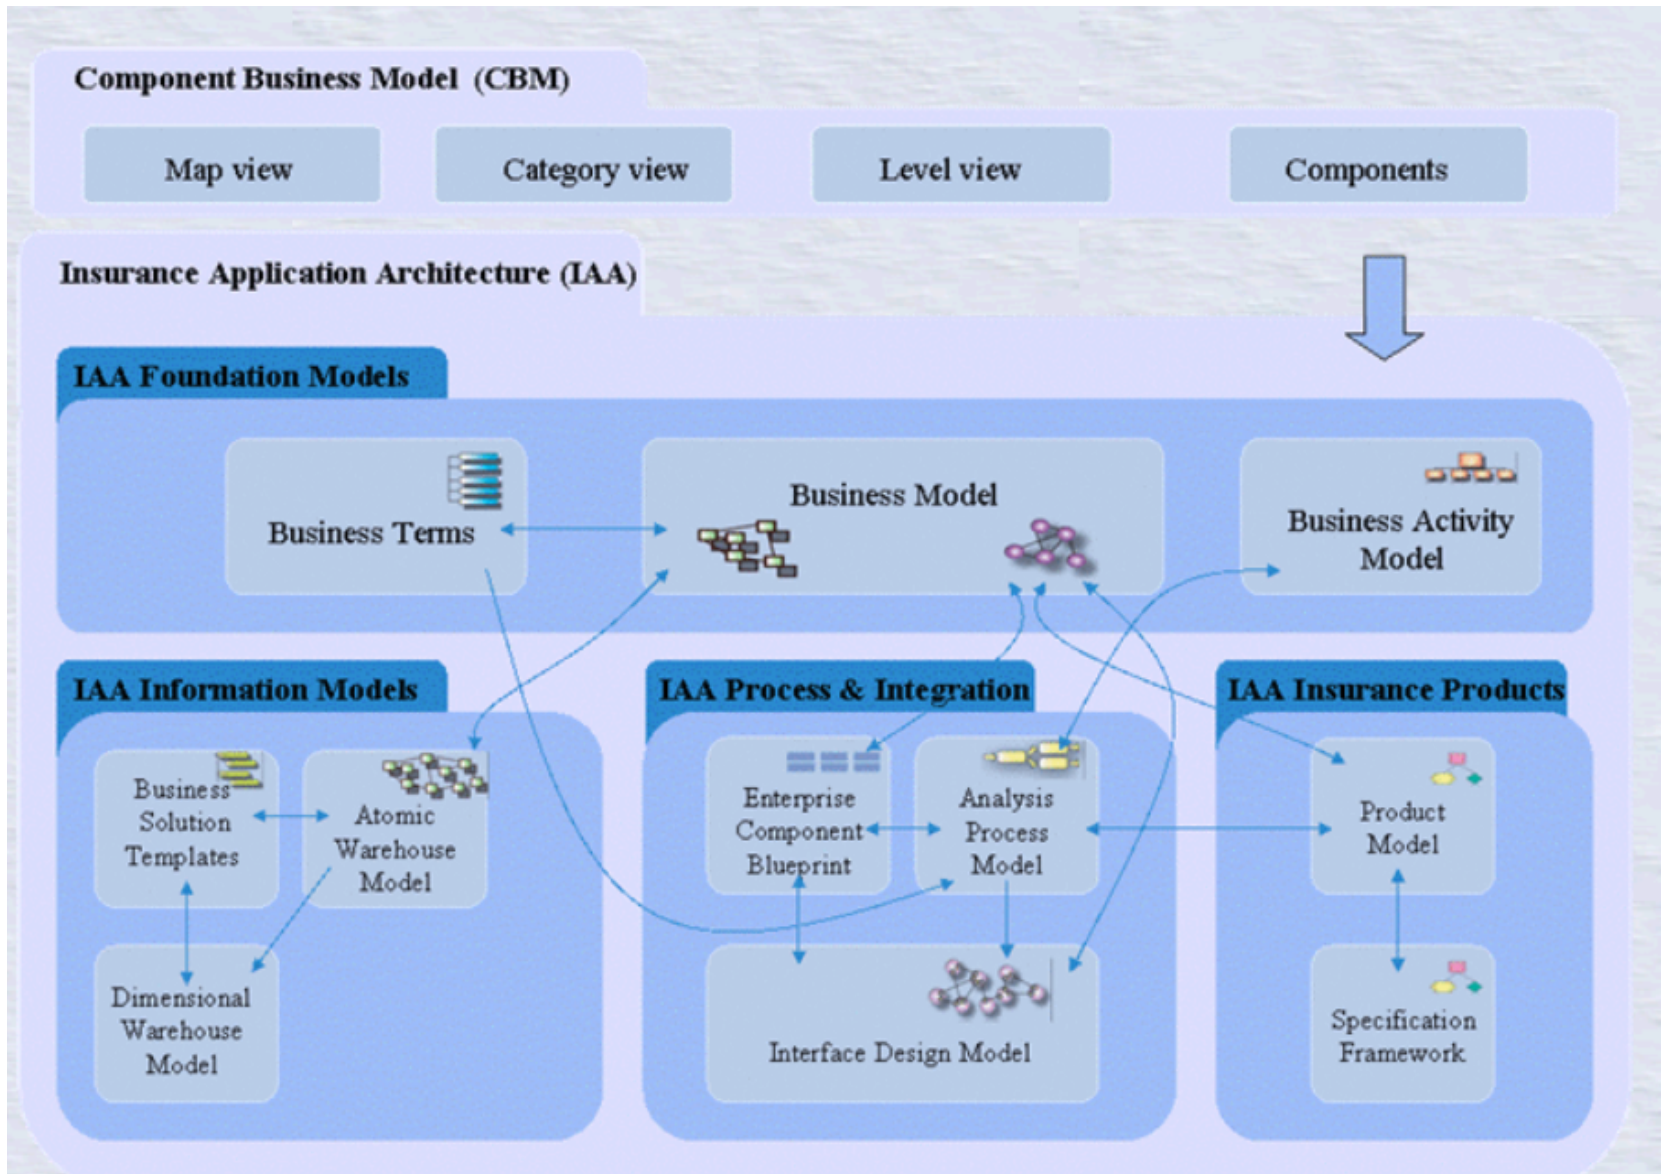 Component Business Model (CBM)
Map view
Category view
Level view
Components
Insurance Application Architecture (IAA)
IAA Foundation Models
Business Terms
Business Model
Business Activity
Model
IAA Information Models
Business
Solution
Templates
Atomic
Warehouse
Model
Dimensional
Warehouse
Model
IAA Process & Integration
Enterprise
Component
Blueprint
Analysis
Process
Model
Interface Design Model
IAA Insurance Products
Product
Model
Specification
Framework